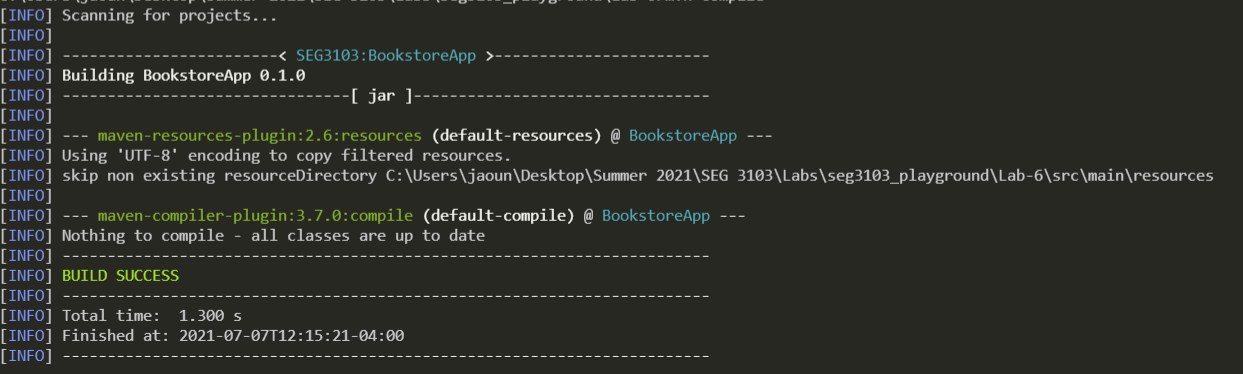 [INFO] Scanning for projects...
[INFO]
[INFO] ------------------------< SEG3103:BookstoreApp >------------------------
[INFO] Building BookstoreApp 0.1.0
[INFO] --------------------------------[ jar ]---------------------------------
[INFO]
[INFO] --- maven-resources-plugin:2.6:resources (default-resources) @ BookstoreApp ---
[INFO] Using 'UTF-8' encoding to copy filtered resources.
[INFO] skip non existing resourceDirectory C:\Users\jaoun\Desktop\Summer 2021\SEG 3103\Labs\seg3103_playground\Lab-6\src\main\resources
[INFO]
[INFO] --- maven-compiler-plugin:3.7.0:compile (default-compile) @ BookstoreApp ---
[INFO] Nothing to compile - all classes are up to date
[INFO] ------------------------------------------------------------------------
[INFO] BUILD SUCCESS
[INFO] ------------------------------------------------------------------------
[INFO] Total time:  1.300 s
[INFO] Finished at: 2021-07-07T12:15:21-04:00
[INFO] ------------------------------------------------------------------------